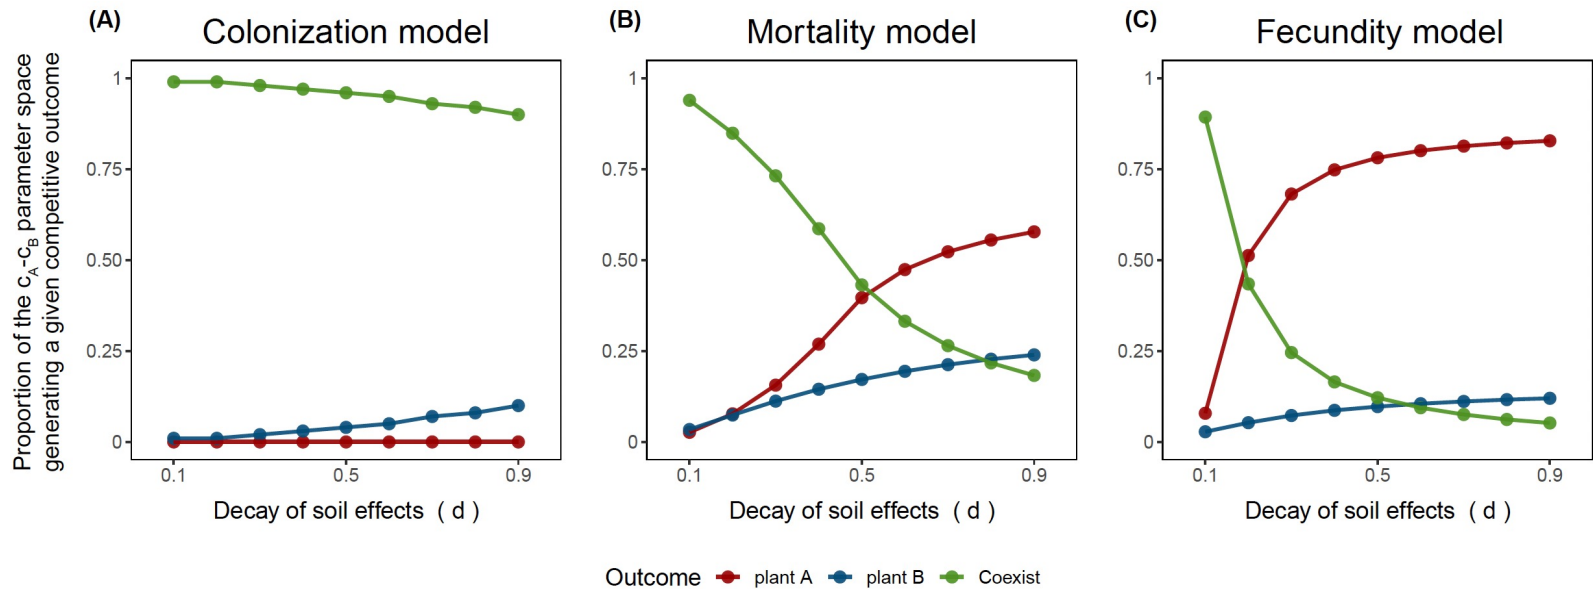 (A)
Colonization model
(B)
Mortality model
(C)
Fecundity model
Proportion of the c_A-c_B parameter space
generating a given competitive outcome
1
0.75
0.50
0.25
0
0.1
0.5
0.9
Decay of soil effects ( d )
1
0.75
0.50
0.25
0
0.1
0.5
0.9
Decay of soil effects ( d )
1
0.75
0.50
0.25
0
0.1
0.5
0.9
Decay of soil effects ( d )
Outcome plant A plant B Coexist